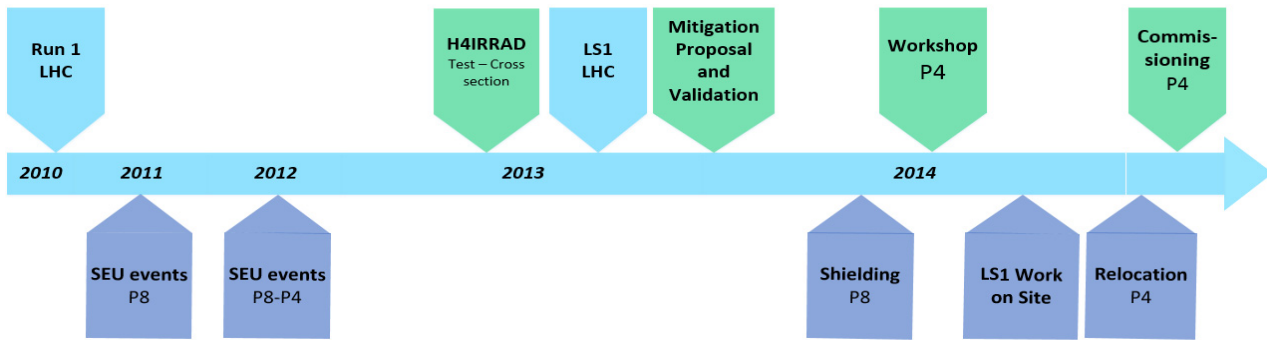 Run 1
LHC
H4IRRAD
Test – Cross
section
LS1
LHC
Mitigation
Proposal
and
Validation
Workshop
P4
Commis-
sioning
P4
2010
2011
2012
2013
2014
SEU events
P8
SEU events
P8-P4
Shielding
P8
LS1 Work
on Site
Relocation
P4